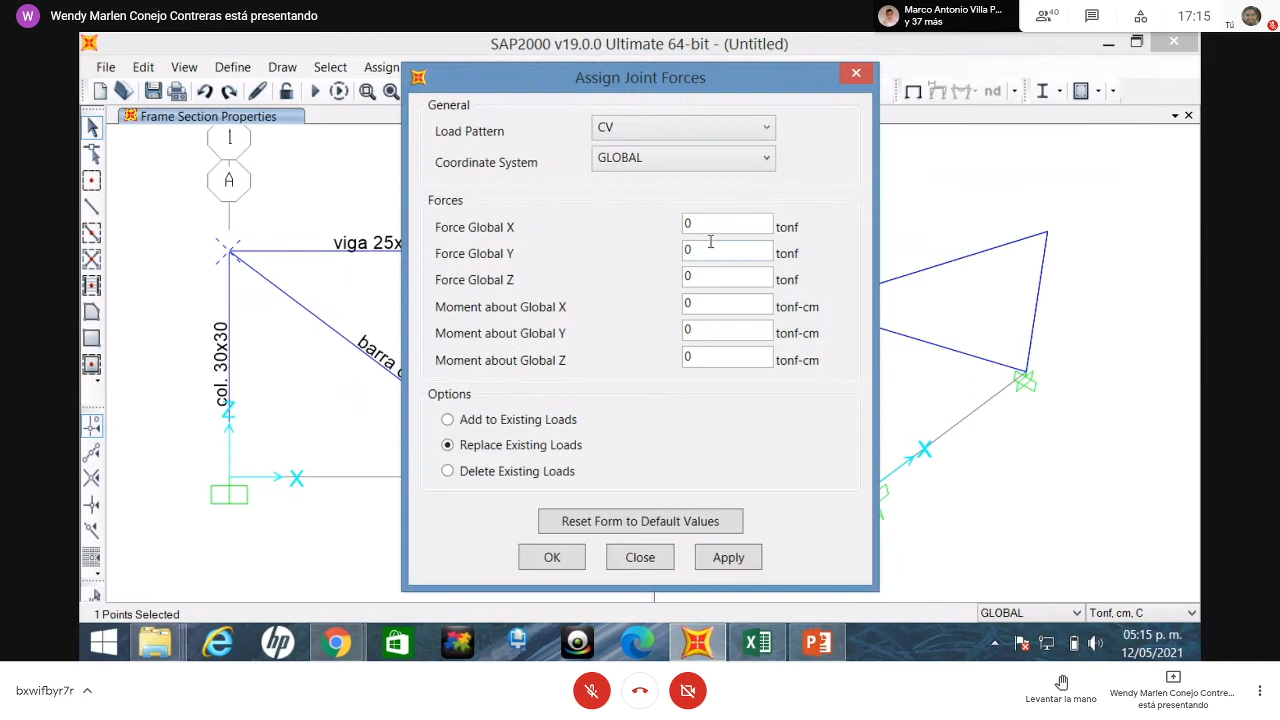 W Wendy Marlen Conejo Contreras está presentando
Marco Antonio Villa P...
y 37 más
40
17:15
Tú
SAP2000 v19.0.0 Ultimate 64-bit - (Untitled)
File Edit View Define Draw Select Assign
Assign Joint Forces
nd
Frame Section Properties
General
Load Pattern CV
Coordinate System GLOBAL
Forces
Force Global X 0 tonf
Force Global Y 0 tonf
Force Global Z 0 tonf
Moment about Global X 0 tonf-cm
Moment about Global Y 0 tonf-cm
Moment about Global Z 0 tonf-cm
Options
Add to Existing Loads
Replace Existing Loads
Delete Existing Loads
Reset Form to Default Values
OK Close Apply
1
A
viga 25x
col. 30x30
barra
Z
X
X
1 Points Selected
GLOBAL
Tonf, cm, C
05:15 p. m.
12/05/2021
bxwifbyr7r
Levantar la mano
Wendy Marlen Conejo Contre...
está presentando